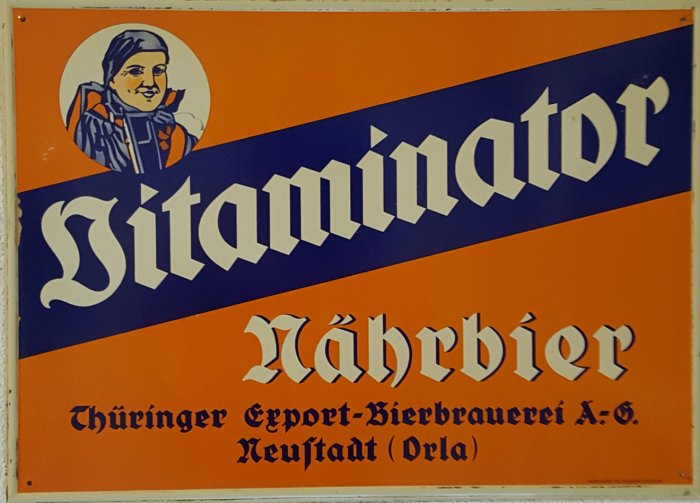 Vitaminator
Nährbier
Thüringer Export-Bierbrauerei A.-G.
Neuſtadt (Orla)